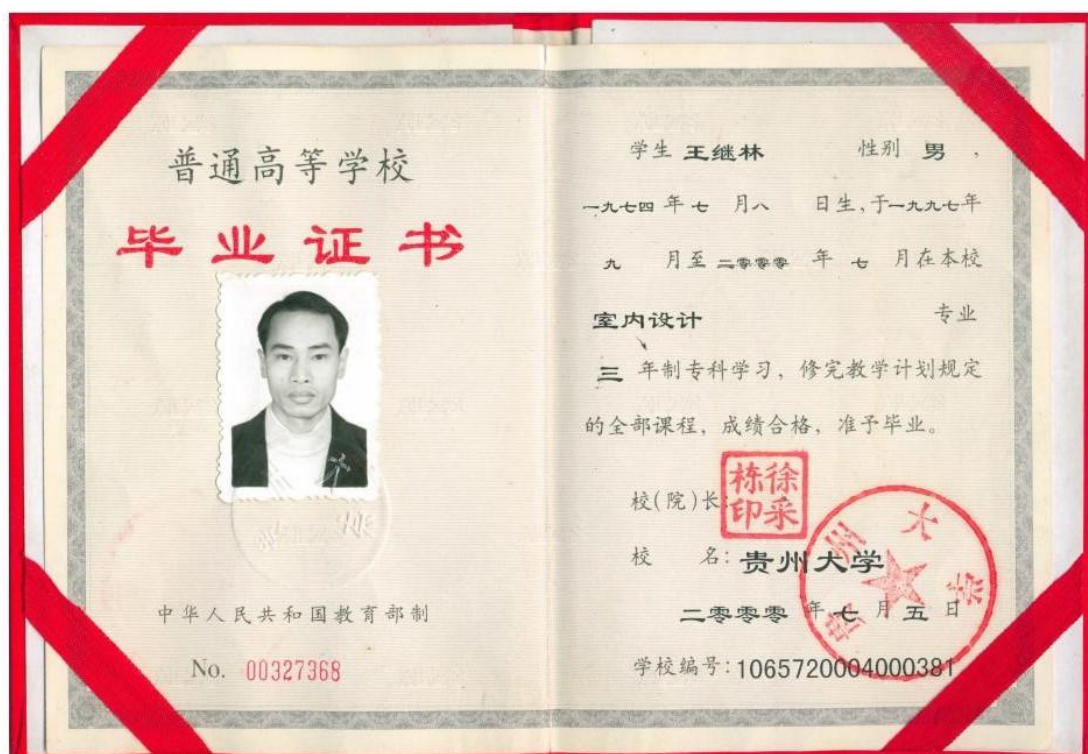 普通高等学校
毕业证书
中华人民共和国教育部制
No. 00327368
学生 王继林 性别 男,
一九七四 年 七 月八 日生,于一九九七年
九 月至 二零零零 年 七 月在本校
室内设计 专业
三 年制专科学习,修完教学计划规定
的全部课程,成绩合格,准予毕业。
校(院)长:
徐采栋印
校 名: 贵州大学
二零零零 年 七 月 五 日
学校编号: 1065720004000381
贵州大学